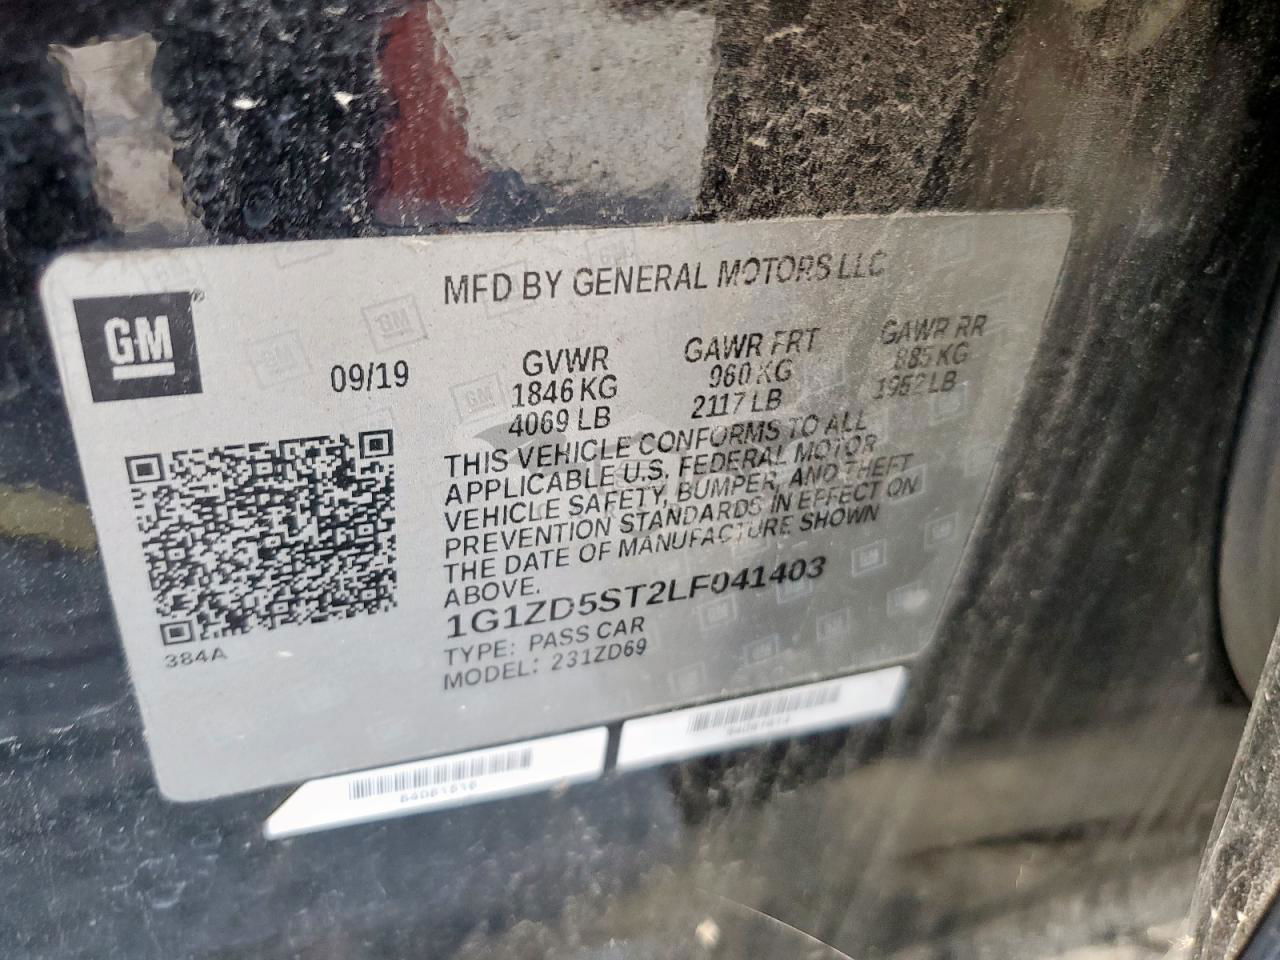 MFD BY GENERAL MOTORS LLC
GM
09/19
GVWR
1846 KG
4069 LB
GAWR FRT
960 KG
2117 LB
GAWR RR
885 KG
1952 LB
THIS VEHICLE CONFORMS TO ALL
APPLICABLE U.S. FEDERAL MOTOR
VEHICLE SAFETY, BUMPER, AND THEFT
PREVENTION STANDARDS IN EFFECT ON
THE DATE OF MANUFACTURE SHOWN
ABOVE.
1G1ZD5ST2LF041403
TYPE: PASS CAR
MODEL: 231ZD69
384A